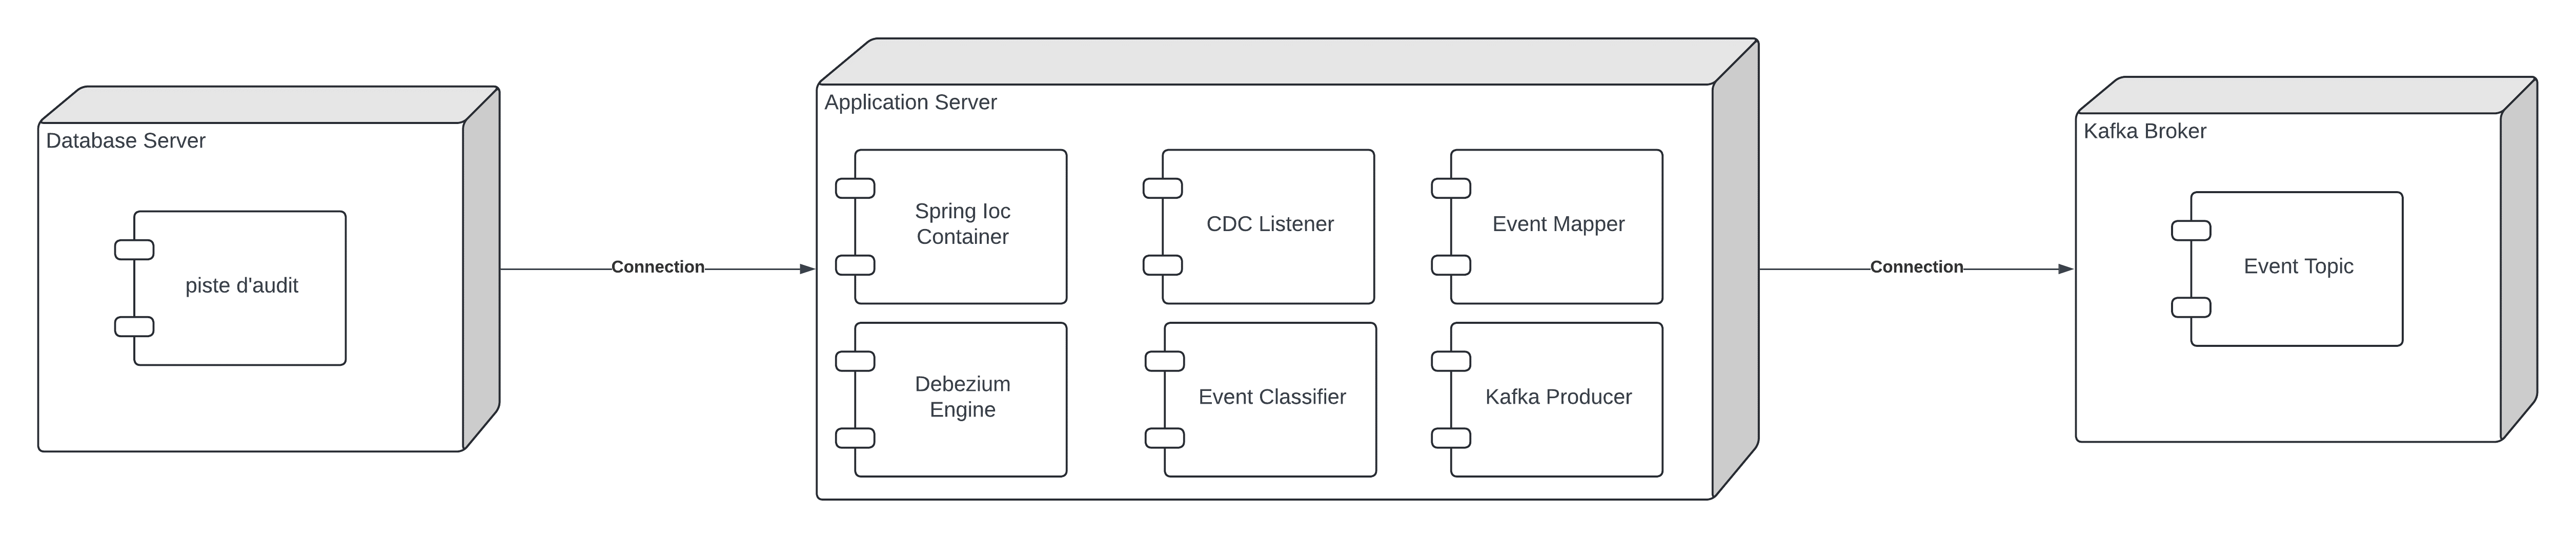 Database Server
piste d'audit
Connection
Application Server
Spring Ioc
Container
CDC Listener
Event Mapper
Debezium
Engine
Event Classifier
Kafka Producer
Connection
Kafka Broker
Event Topic